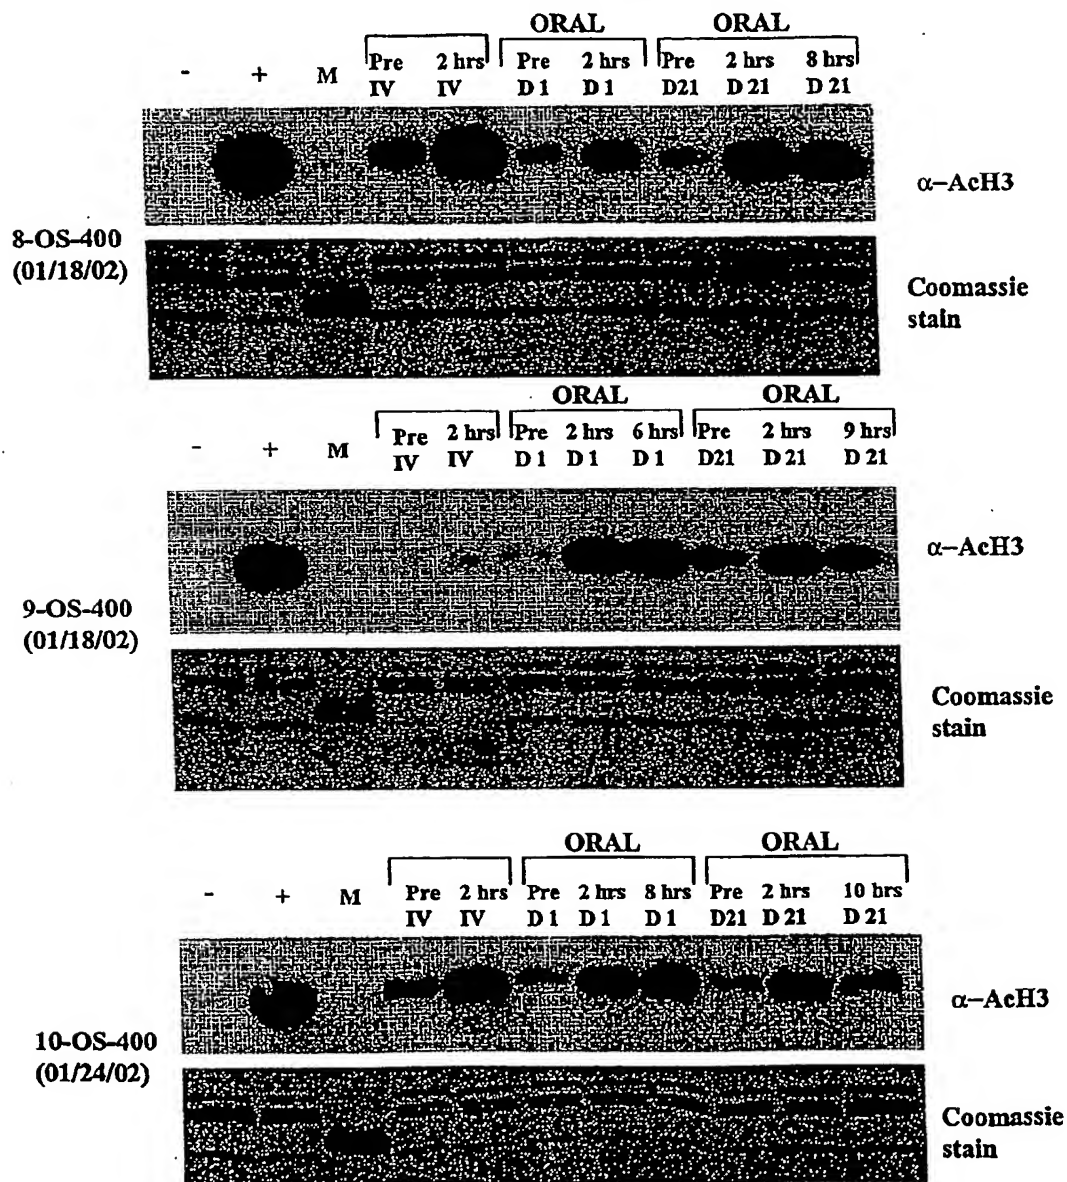 ORAL ORAL
- + M Pre 2 hrs Pre 2 hrs Pre 2 hrs 8 hrs
IV IV D 1 D 1 D21 D 21 D 21
α–AcH3
8-OS-400
(01/18/02)
Coomassie
stain
ORAL ORAL
- + M Pre 2 hrs Pre 2 hrs 6 hrs Pre 2 hrs 9 hrs
IV IV D 1 D 1 D 1 D21 D 21 D 21
α–AcH3
9-OS-400
(01/18/02)
Coomassie
stain
ORAL ORAL
- + M Pre 2 hrs Pre 2 hrs 8 hrs Pre 2 hrs 10 hrs
IV IV D 1 D 1 D 1 D21 D 21 D 21
α–AcH3
10-OS-400
(01/24/02)
Coomassie
stain